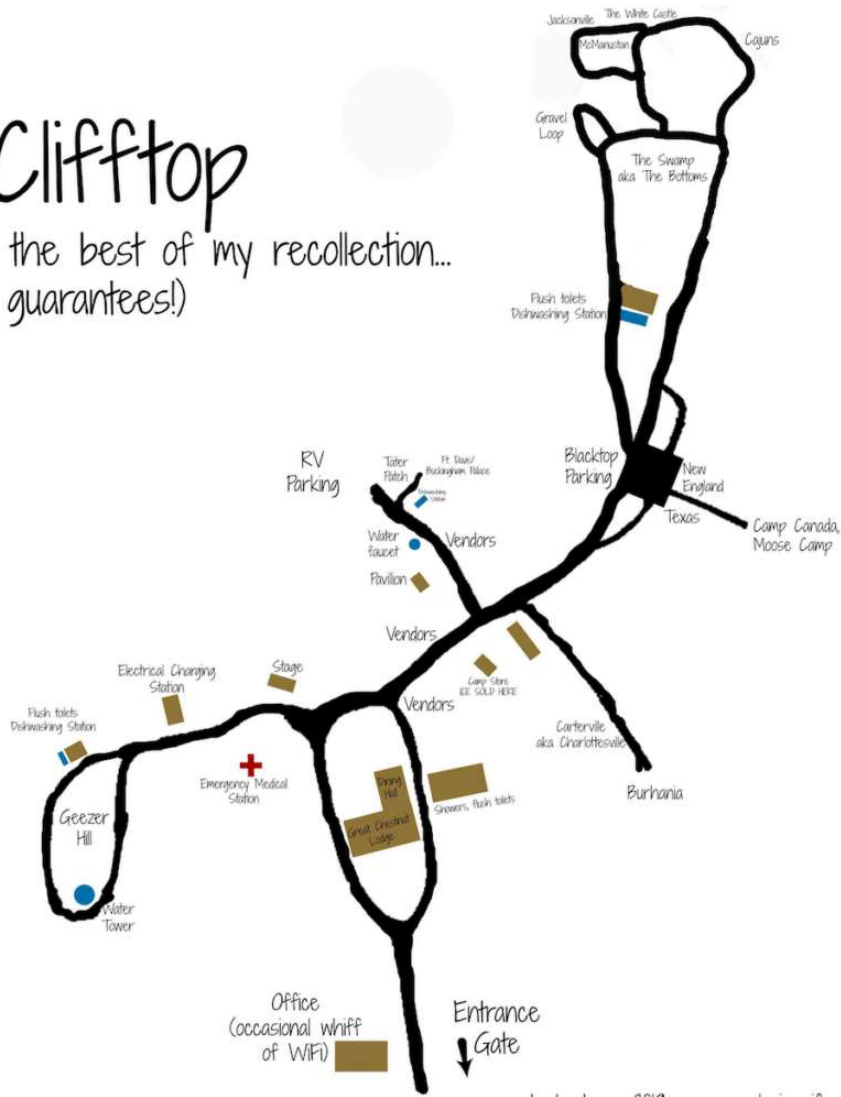 Jacksonville
The White Castle
McManuston
Cajuns
Gravel
Loop
The Swamp
aka The Bottoms
Clifftop
the best of my recollection...
guarantees!)
Flush toilets
Dishwashing Station
RV
Parking
Tater
Patch
Ft. Davis/
Buckingham Palace
Dishwashing
Station
Blacktop
Parking
New
England
Texas
Camp Canada,
Moose Camp
Water
faucet
Vendors
Pavilion
Vendors
Camp Store
ICE SOLD HERE
Electrical Charging
Station
Stage
Vendors
Flush toilets
Dishwashing Station
Carterville
aka Charlottesville
Emergency Medical
Station
Dining
Hall
Showers, flush toilets
Burhania
Geezer
Hill
Great Chestnut
Lodge
Water
Tower
Office
(occasional whiff
of WiFi)
Entrance
Gate